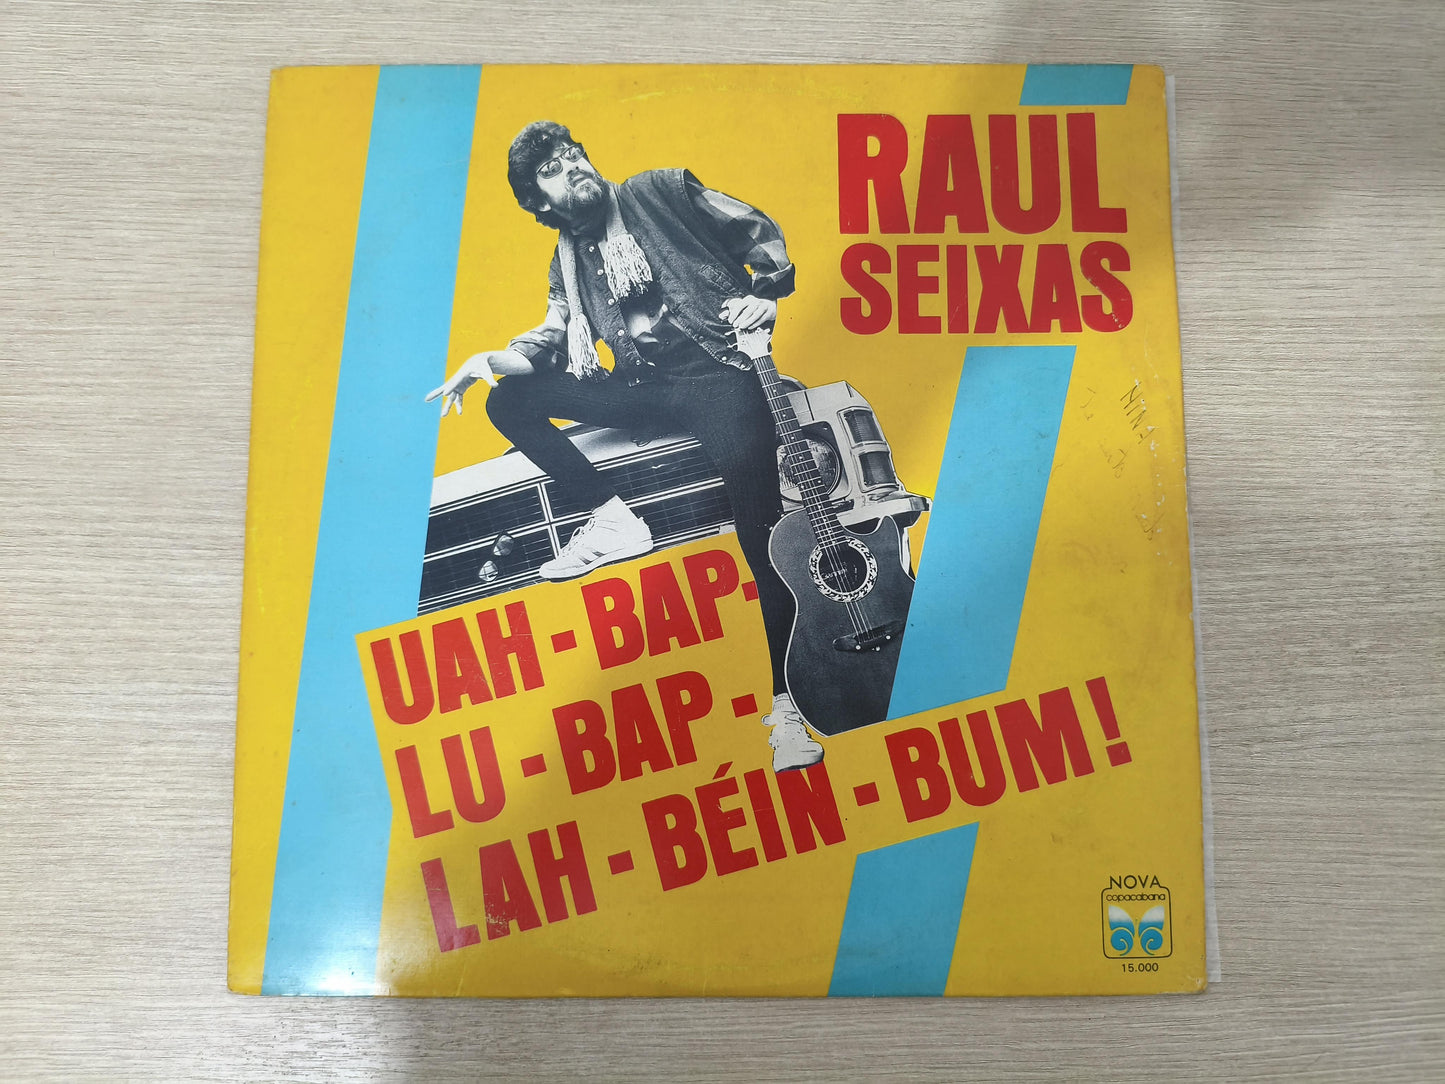 RAUL
SEIXAS
UAH-BAP-
LU-BAP-
LAH-BÉIN-BUM!
NOVA
copacabana
15.000